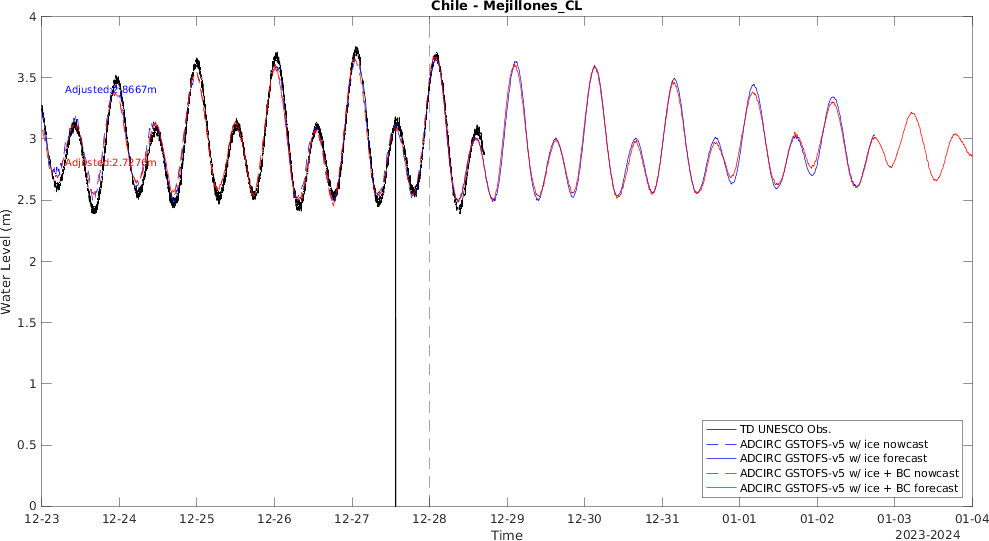 Chile - Mejillones_CL
Water Level (m)
4
3.5
3
2.5
2
1.5
1
0.5
0
Adjusted:2.8667m
Adjusted:2.7276m
TD UNESCO Obs.
ADCIRC GSTOFS-v5 w/ ice nowcast
ADCIRC GSTOFS-v5 w/ ice forecast
ADCIRC GSTOFS-v5 w/ ice + BC nowcast
ADCIRC GSTOFS-v5 w/ ice + BC forecast
12-23 12-24 12-25 12-26 12-27 12-28 12-29 12-30 12-31 01-01 01-02 01-03 01-04
Time
2023-2024